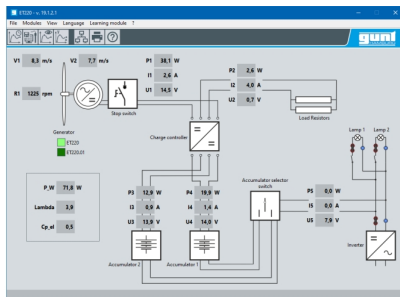 ET220 - v. 19.1.2.1
File Modules View Language Learning module ?
gunt
V1 8,3 m/s
V2 7,7 m/s
P1 38,1 W
I1 2,6 A
U1 14,5 V
R1 1225 rpm
P2 2,6 W
I2 4,0 A
U2 0,7 V
Stop switch
Load Resistors
Generator
ET220
ET220.01
Charge controller
Lamp 1 Lamp 2
P_W 71,8 W
Lambda 3,9
Cp_el 0,5
P3 12,9 W
I3 0,9 A
U3 13,9 V
P4 19,9 W
I4 1,4 A
U4 14,0 V
Accumulator selector
switch
P5 0,0 W
I5 0,0 A
U5 7,9 V
Inverter
Accumulator 2
Accumulator 1